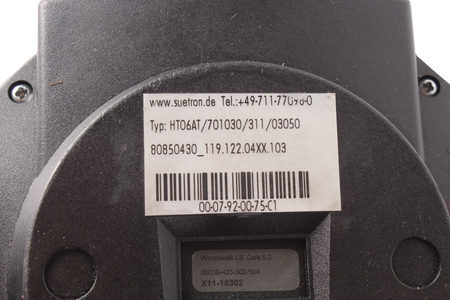 www.suetron.de Tel.:+49-711-77098-0
Typ: HT06AT/701030/311/03050
80850430_119.122.04XX.103
00-07-92-00-75-C1
Windows® CE Core 5.0
X11-15302